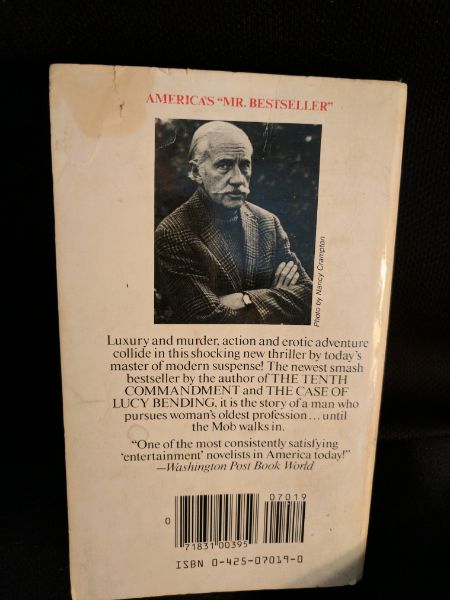 AMERICA'S "MR. BESTSELLER"
Photo by Nancy Crampton
Luxury and murder, action and erotic adventure
collide in this shocking new thriller by today's
master of modern suspense! The newest smash
bestseller by the author of THE TENTH
COMMANDMENT and THE CASE OF
LUCY BENDING, it is the story of a man who
pursues woman's oldest profession... until
the Mob walks in.
"One of the most consistently satisfying
'entertainment' novelists in America today!"
—Washington Post Book World
07019
0
71831 00395
ISBN 0-425-07019-0